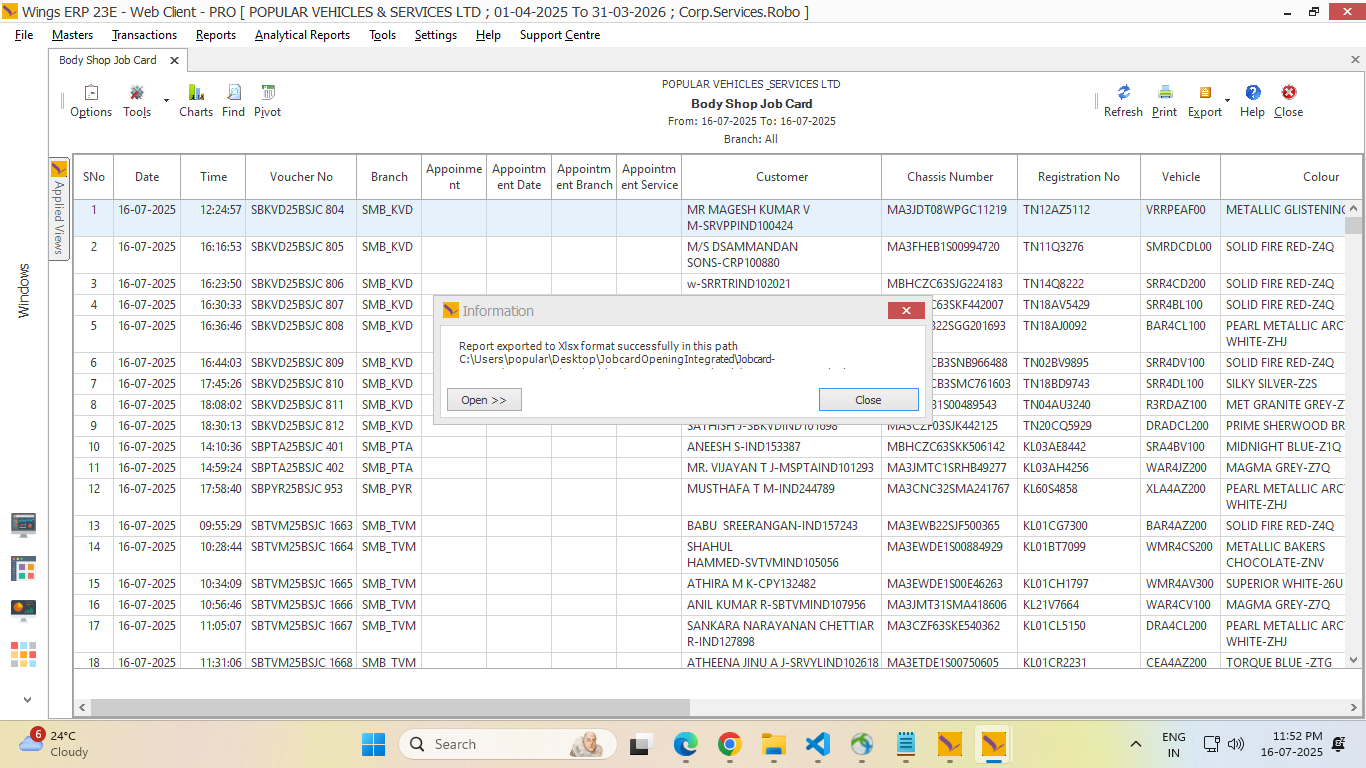 Wings ERP 23E - Web Client - PRO [ POPULAR VEHICLES & SERVICES LTD ; 01-04-2025 To 31-03-2026 ; Corp.Services.Robo ]
File Masters Transactions Reports Analytical Reports Tools Settings Help Support Centre
Body Shop Job Card
Options Tools Charts Find Pivot
POPULAR VEHICLES_SERVICES LTD
Body Shop Job Card
From: 16-07-2025 To: 16-07-2025
Branch: All
Refresh Print Export Help Close
Windows
Applied Views
SNo Date Time Voucher No Branch Appoinment Appointment Date Appointment Branch Appointment Service Customer Chassis Number Registration No Vehicle Colour
1 16-07-2025 12:24:57 SBKVD25BSJC 804 SMB_KVD MR MAGESH KUMAR V MA3JDT08WPGC11219 TN12AZ5112 VRRPEAF00 METALLIC GLISTENING
M-SRVPPIND100424
2 16-07-2025 16:16:53 SBKVD25BSJC 805 SMB_KVD M/S DSAMMANDAN MA3FHEB1S00994720 TN11Q3276 SMRDCDL00 SOLID FIRE RED-Z4Q
SONS-CRP100880
3 16-07-2025 16:23:50 SBKVD25BSJC 806 SMB_KVD w-SRRTRIND102021 MBHCZC63SJG224183 TN14Q8222 SRR4CD200 SOLID FIRE RED-Z4Q
4 16-07-2025 16:30:33 SBKVD25BSJC 807 SMB_KVD C63SKF442007 TN18AV5429 SRR4BL100 SOLID FIRE RED-Z4Q
5 16-07-2025 16:36:46 SBKVD25BSJC 808 SMB_KVD 22SGG201693 TN18AJ0092 BAR4CL100 PEARL METALLIC ARC
WHITE-ZHJ
6 16-07-2025 16:44:03 SBKVD25BSJC 809 SMB_KVD CB3SNB966488 TN02BV9895 SRR4DV100 SOLID FIRE RED-Z4Q
7 16-07-2025 17:45:26 SBKVD25BSJC 810 SMB_KVD CB3SMC761603 TN18BD9743 SRR4DL100 SILKY SILVER-Z2S
8 16-07-2025 18:08:02 SBKVD25BSJC 811 SMB_KVD 31S00489543 TN04AU3240 R3RDAZ100 MET GRANITE GREY-Z
9 16-07-2025 18:30:13 SBKVD25BSJC 812 SMB_KVD SATHISH J-SBKVDIND101698 MA3CZF03SJK442125 TN20CQ5929 DRADCL200 PRIME SHERWOOD BR
10 16-07-2025 14:10:36 SBPTA25BSJC 401 SMB_PTA ANEESH S-IND153387 MBHCZC63SKK506142 KL03AE8442 SRA4BV100 MIDNIGHT BLUE-Z1Q
11 16-07-2025 14:59:24 SBPTA25BSJC 402 SMB_PTA MR. VIJAYAN T J-MSPTAIND101293 MA3JMTC1SRHB49277 KL03AH4256 WAR4JZ200 MAGMA GREY-Z7Q
12 16-07-2025 17:58:40 SBPYR25BSJC 953 SMB_PYR MUSTHAFA T M-IND244789 MA3CNC32SMA241767 KL60S4858 XLA4AZ200 PEARL METALLIC ARC
WHITE-ZHJ
13 16-07-2025 09:55:29 SBTVM25BSJC 1663 SMB_TVM BABU SREERANGAN-IND157243 MA3EWB22SJF500365 KL01CG7300 BAR4AZ200 SOLID FIRE RED-Z4Q
14 16-07-2025 10:28:44 SBTVM25BSJC 1664 SMB_TVM SHAHUL MA3EWDE1S00884929 KL01BT7099 WMR4CS200 METALLIC BAKERS
HAMMED-SVTVMIND105056 CHOCOLATE-ZNV
15 16-07-2025 10:34:09 SBTVM25BSJC 1665 SMB_TVM ATHIRA M K-CPY132482 MA3EWDE1S00E46263 KL01CH1797 WMR4AV300 SUPERIOR WHITE-26U
16 16-07-2025 10:56:46 SBTVM25BSJC 1666 SMB_TVM ANIL KUMAR R-SBTVMIND107956 MA3JMT31SMA418606 KL21V7664 WAR4CV100 MAGMA GREY-Z7Q
17 16-07-2025 11:05:07 SBTVM25BSJC 1667 SMB_TVM SANKARA NARAYANAN CHETTIAR MA3CZF63SKE540362 KL01CL5150 DRA4CL200 PEARL METALLIC ARC
R-IND127898 WHITE-ZHJ
18 16-07-2025 11:31:06 SBTVM25BSJC 1668 SMB_TVM ATHEENA JINU A J-SRVYLIND102618 MA3ETDE1S00750605 KL01CR2231 CEA4AZ200 TORQUE BLUE -ZTG
Information
Report exported to Xlsx format successfully in this path
C:\Users\popular\Desktop\JobcardOpeningIntegrated\Jobcard-
Open >> Close
6 24°C
Cloudy
Search
ENG
IN
11:52 PM
16-07-2025